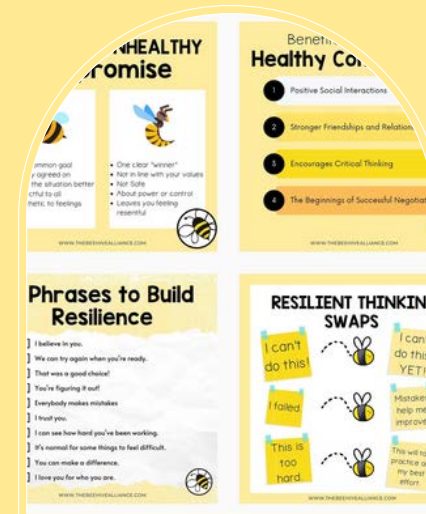 NHEALTHY
romise
common goal
y agreed on
the situation better
ctful to all
hetic to feelings
• One clear "winner"
• Not in line with your values
• Not Safe
• About power or control
• Leaves you feeling
resentful
WWW.THEBEEHIVEALLIANCE.COM
Benefi
Healthy Co
1 Positive Social Interactions
2 Stronger Friendships and Relation
3 Encourages Critical Thinking
4 The Beginnings of Successful Negotiat
WWW.THEBEEHIVEALLIANCE.COM
Phrases to Build
Resilience
I believe in you.
We can try again when you're ready.
That was a good choice!
You're figuring it out!
Everybody makes mistakes
I trust you.
I can see how hard you've been working.
It's normal for some things to feel difficult.
You can make a difference.
I love you for who you are.
WWW.THEBEEHIVEALLIANCE.COM
RESILIENT THINKIN
SWAPS
I can't
do this!
I can't
do this
YET!
I failed
Mistakes
help me
improve
This is
too
hard
This will ta
practice a
my best
effort
WWW.THEBEEHIVEALLIANCE.COM